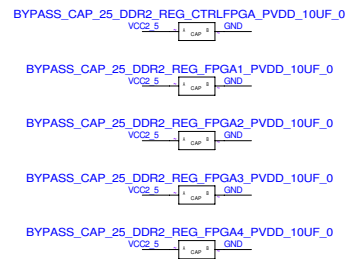 BYPASS_CAP_25_DDR2_REG_CTRLFPGA_PVDD_10UF_0
VCC2_5 A CAP B GND
BYPASS_CAP_25_DDR2_REG_FPGA1_PVDD_10UF_0
VCC2_5 A CAP B GND
BYPASS_CAP_25_DDR2_REG_FPGA2_PVDD_10UF_0
VCC2_5 A CAP B GND
BYPASS_CAP_25_DDR2_REG_FPGA3_PVDD_10UF_0
VCC2_5 A CAP B GND
BYPASS_CAP_25_DDR2_REG_FPGA4_PVDD_10UF_0
VCC2_5 A CAP B GND